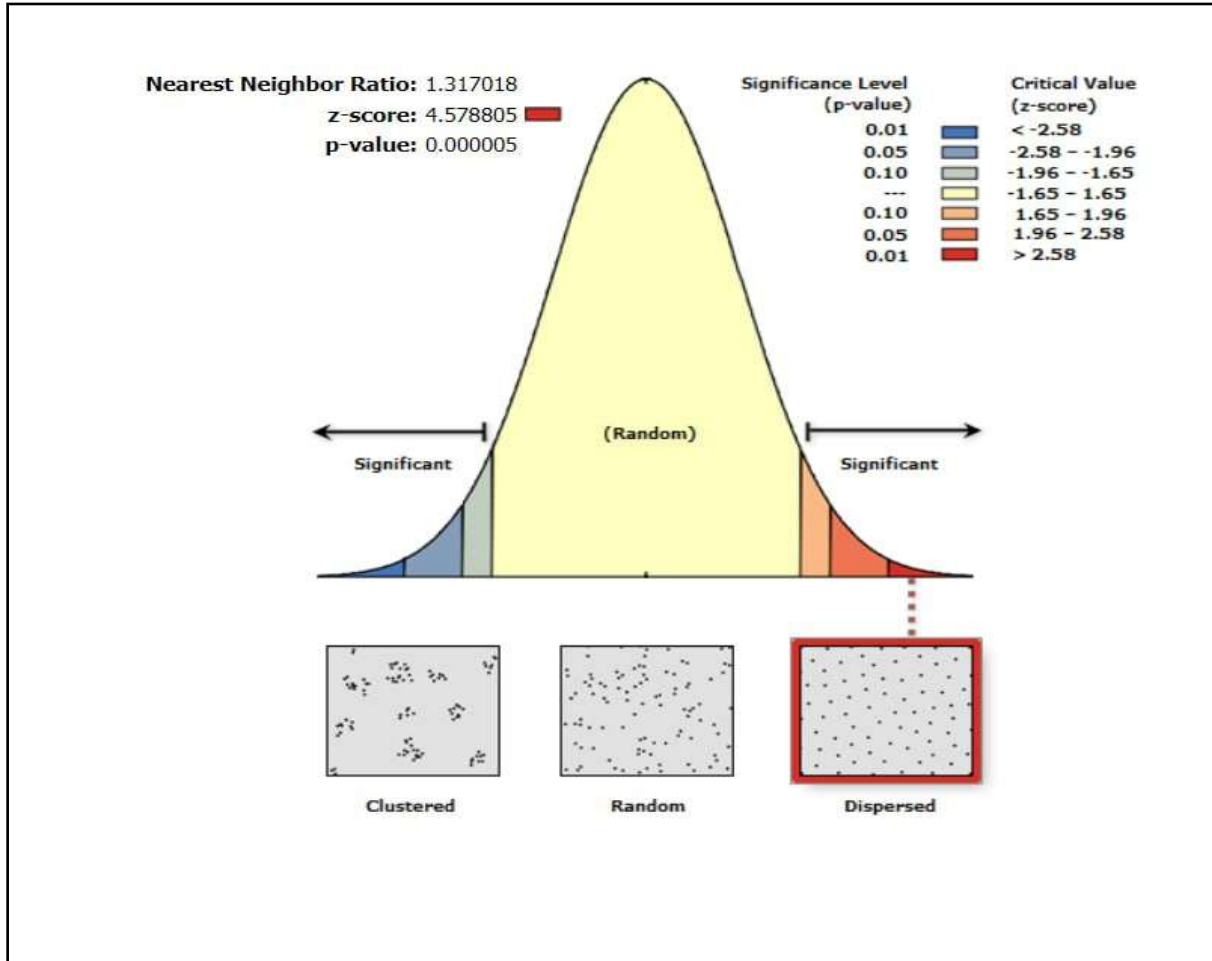 Nearest Neighbor Ratio: 1.317018
z-score: 4.578805
p-value: 0.000005
Significance Level Critical Value
(p-value) (z-score)
0.01 < -2.58
0.05 -2.58 – -1.96
0.10 -1.96 – -1.65
--- -1.65 – 1.65
0.10 1.65 – 1.96
0.05 1.96 – 2.58
0.01 > 2.58
(Random)
Significant Significant
Clustered Random Dispersed